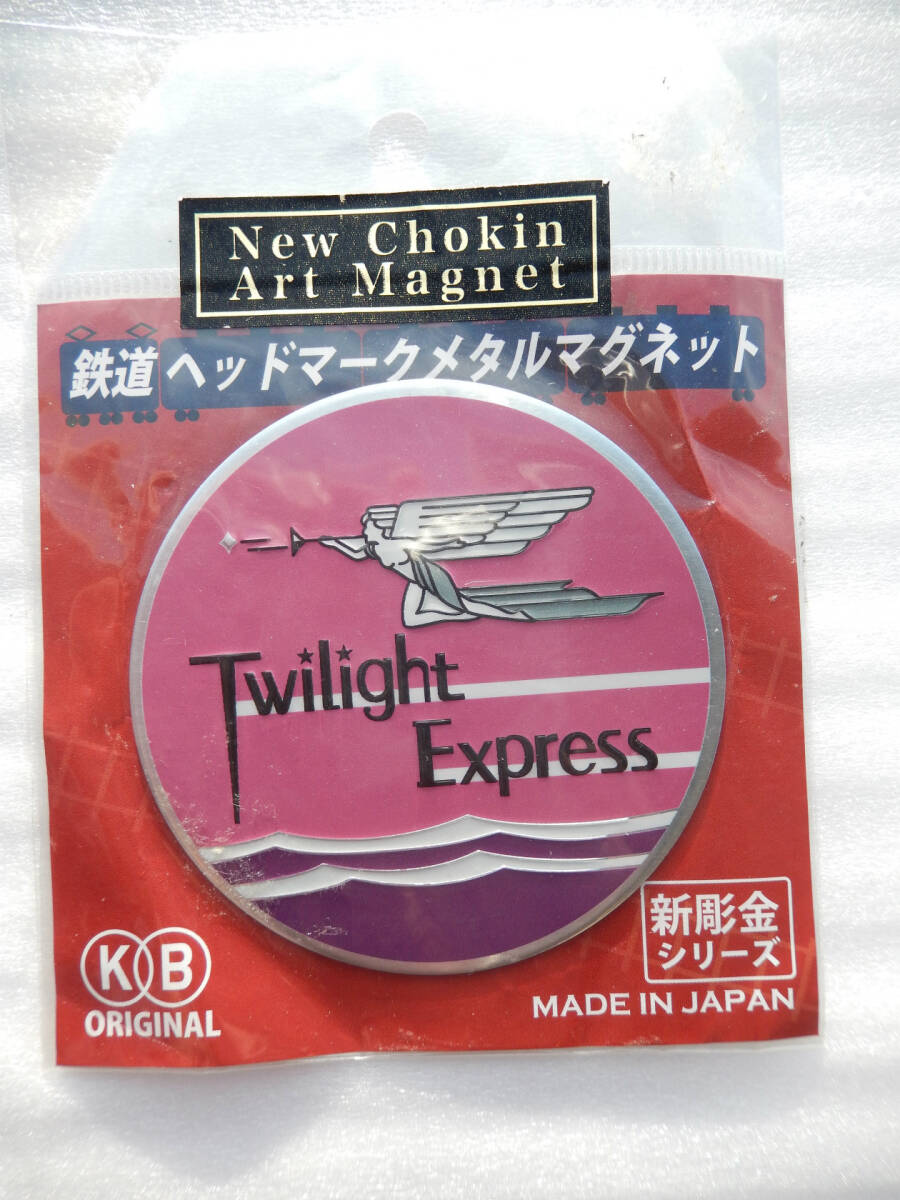 New Chokin
Art Magnet
鉄道ヘッドマークメタルマグネット
Twilight
Express
新彫金
シリーズ
KB
ORIGINAL
MADE IN JAPAN